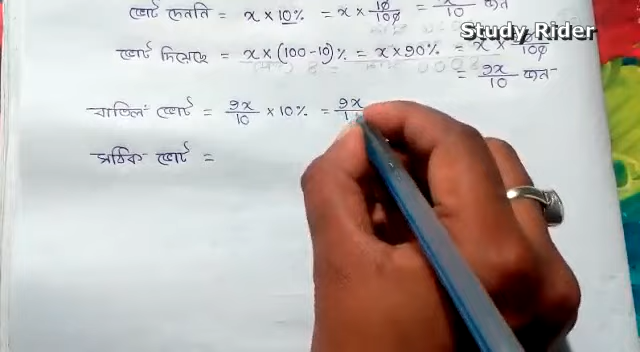 ভোট দেননি = x × 10% = x × 10/100 = x/10 জন
Study Rider
ভোট দিয়েছে = x × (100-10)% = x × 90% = x × 90/100
= 9x/10 জন
বাতিল ভোট = 9x/10 × 10% = 9x/1
সঠিক ভোট =